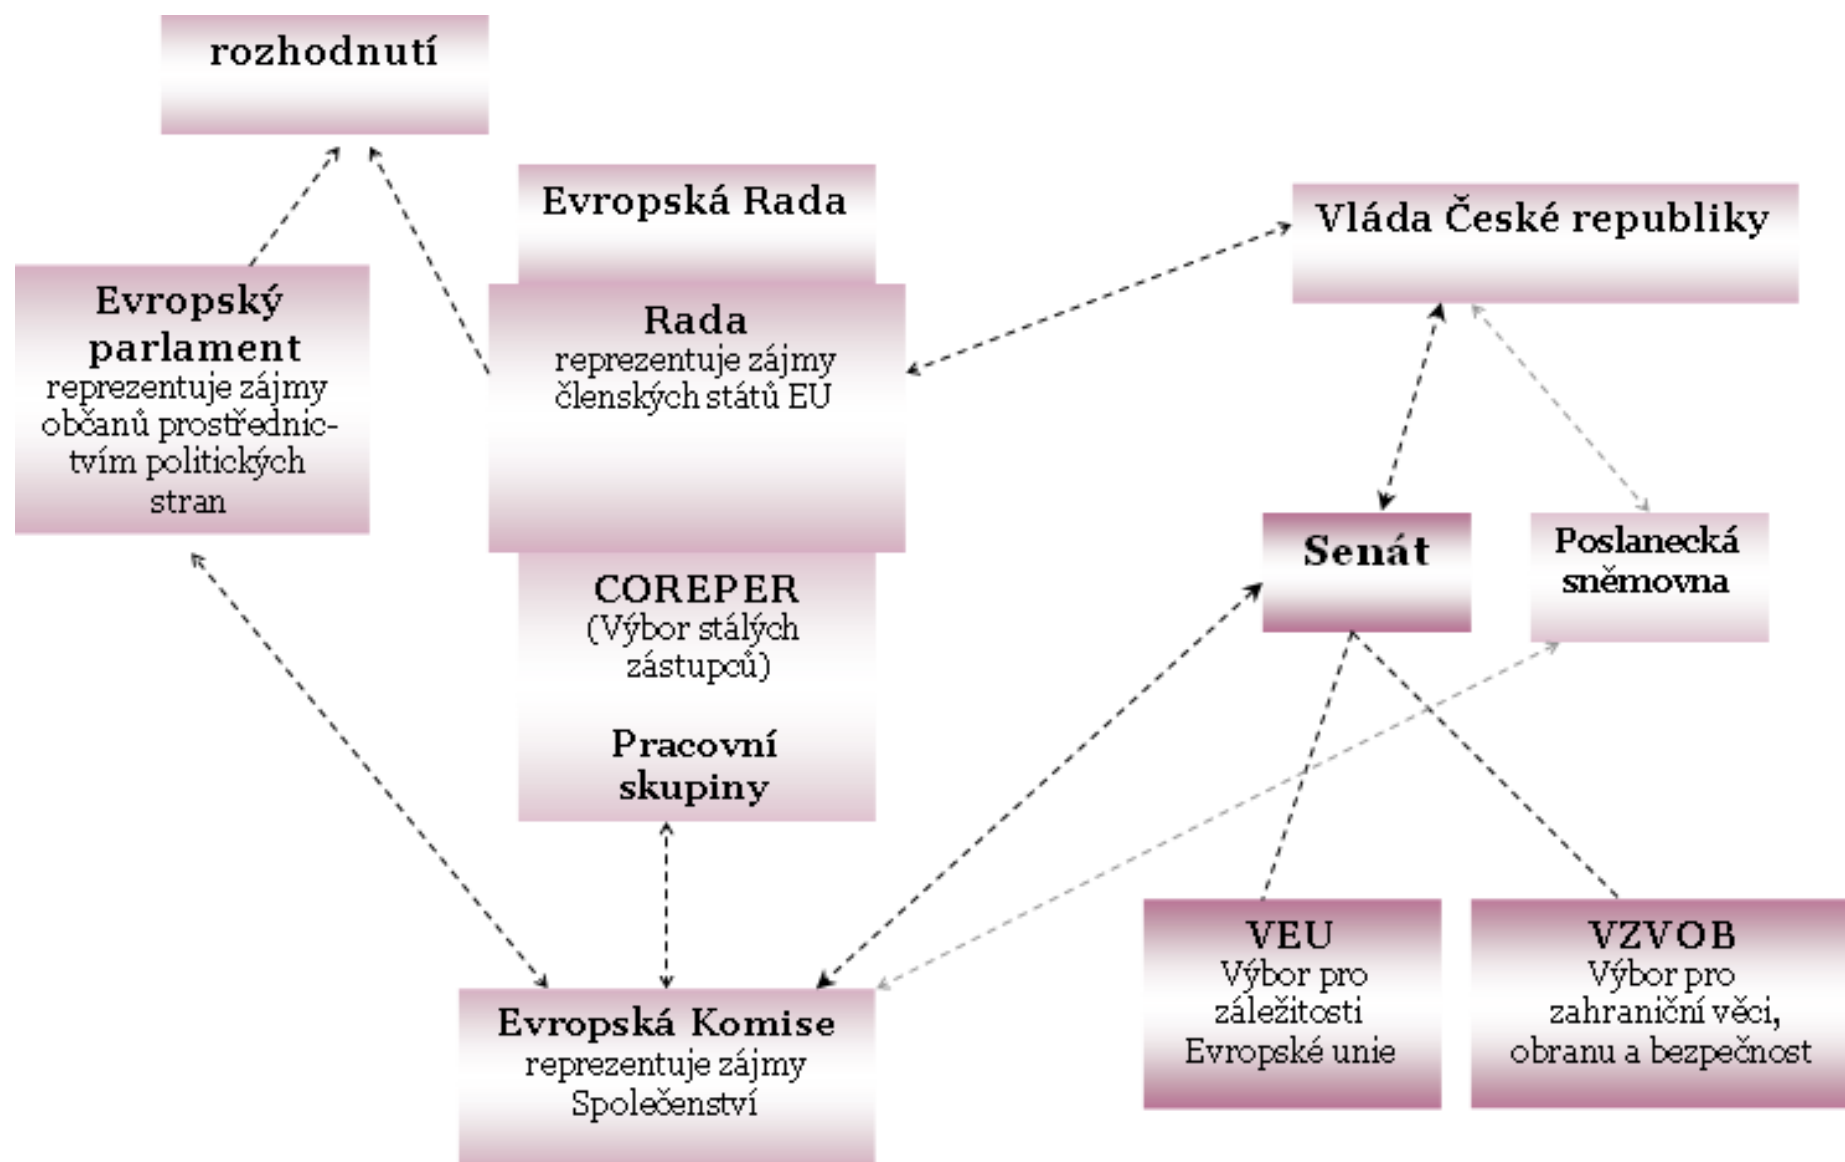 rozhodnutí
Evropská Rada
Vláda České republiky
Evropský
parlament
reprezentuje zájmy
občanů prostřednic-
tvím politických
stran
Rada
reprezentuje zájmy
členských států EU
COREPER
(Výbor stálých
zástupců)
Pracovní
skupiny
Senát
Poslanecká
sněmovna
Evropská Komise
reprezentuje zájmy
Společenství
VEU
Výbor pro
záležitosti
Evropské unie
VZVOB
Výbor pro
zahraniční věci,
obranu a bezpečnost